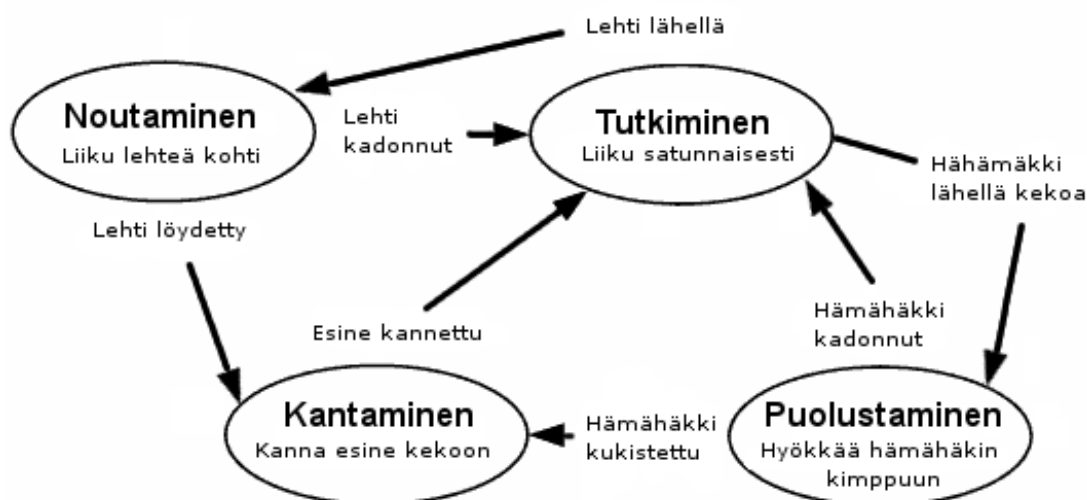 Lehti lähellä
Noutaminen
Liiku lehteä kohti
Lehti
kadonnut
Tutkiminen
Liiku satunnaisesti
Hähämäkki
lähellä kekoa
Lehti löydetty
Esine kannettu
Hämähäkki
kadonnut
Kantaminen
Kanna esine kekoon
Hämähäkki
kukistettu
Puolustaminen
Hyökkää hämähäkin
kimppuun